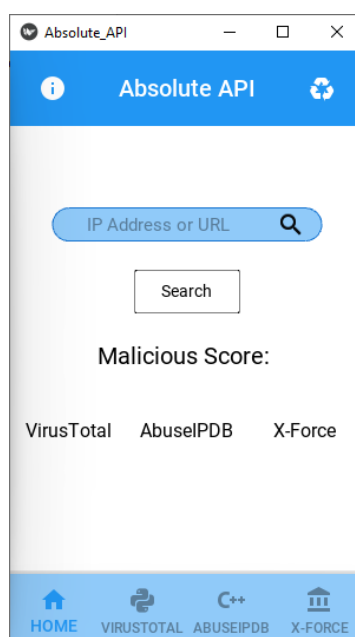 Absolute_API
Absolute API
IP Address or URL
Search
Malicious Score:
VirusTotal AbuseIPDB X-Force
C++
HOME VIRUSTOTAL ABUSEIPDB X-FORCE